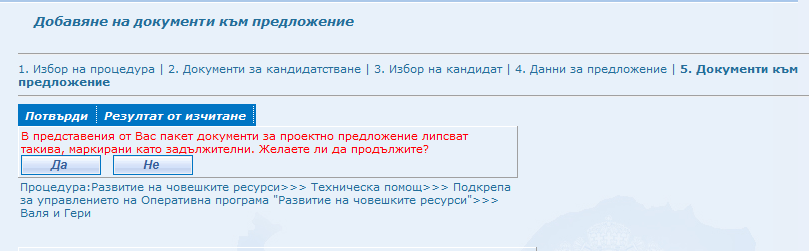 Добавяне на документи към предложение
1. Избор на процедура | 2. Документи за кандидатстване | 3. Избор на кандидат | 4. Данни за предложение | 5. Документи към
предложение
Потвърди Резултат от изчитане
В представения от Вас пакет документи за проектно предложение липсват
такива, маркирани като задължителни. Желаете ли да продължите?
Да Не
Процедура:Развитие на човешките ресурси>>> Техническа помощ>>> Подкрепа
за управлението на Оперативна програма "Развитие на човешките ресурси">>>
Валя и Гери